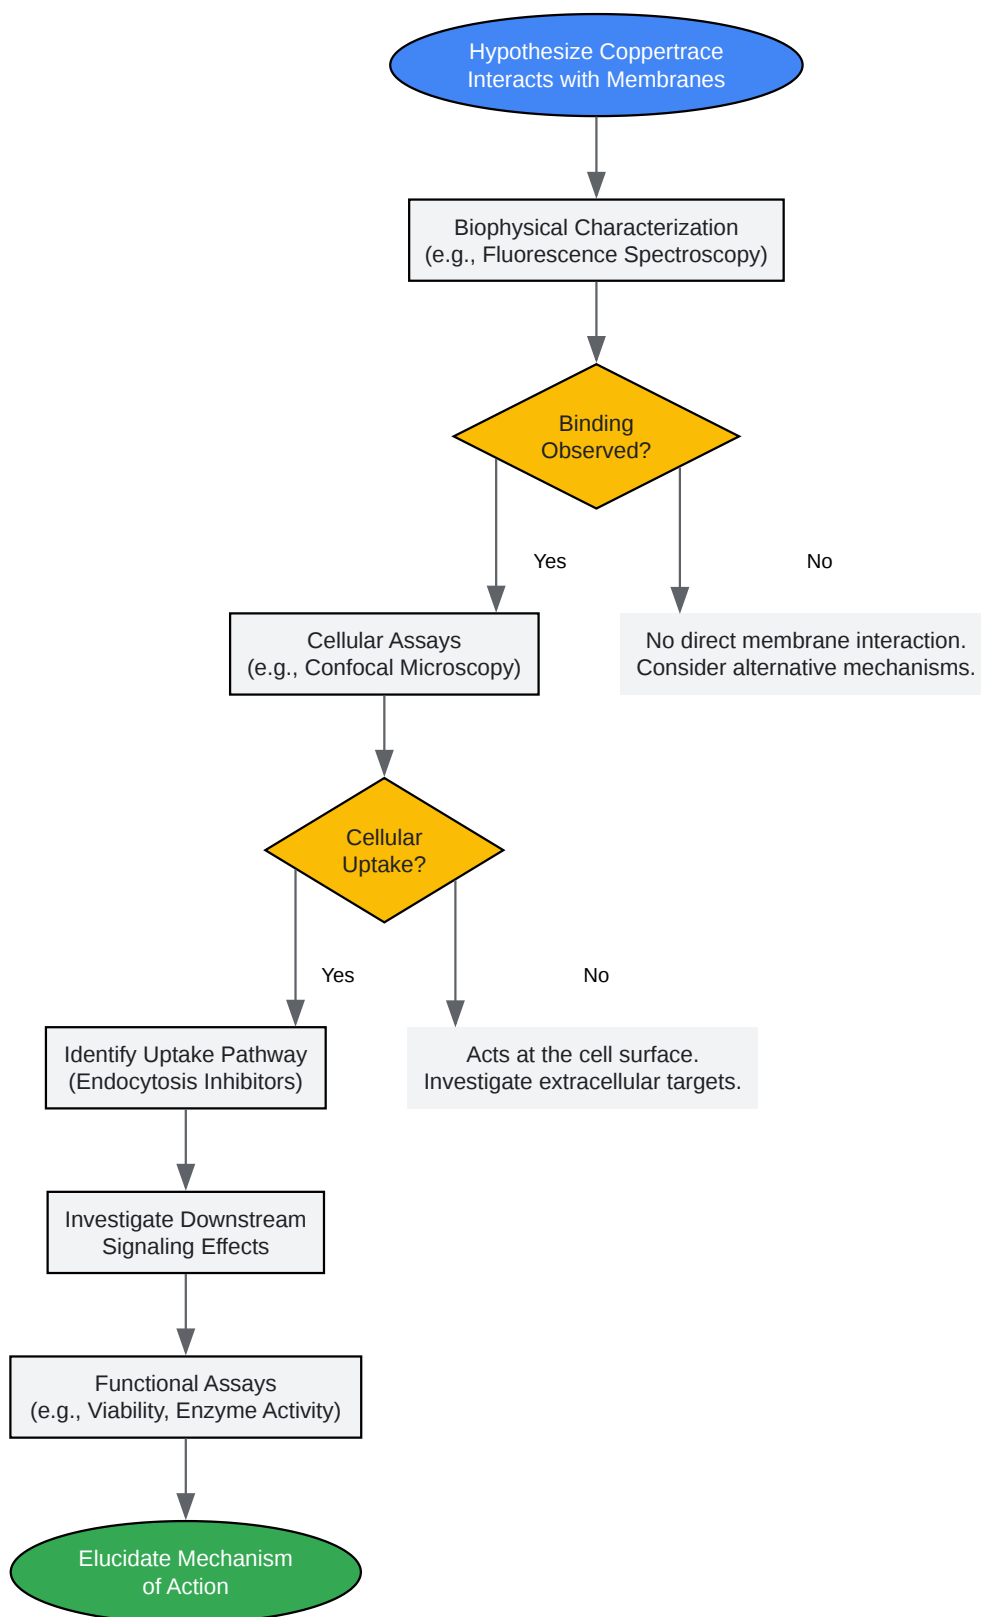 Hypothesize Coppertrace
Interacts with Membranes
Biophysical Characterization
(e.g., Fluorescence Spectroscopy)
Binding
Observed?
Yes
No
Cellular Assays
(e.g., Confocal Microscopy)
No direct membrane interaction.
Consider alternative mechanisms.
Cellular
Uptake?
Yes
No
Identify Uptake Pathway
(Endocytosis Inhibitors)
Acts at the cell surface.
Investigate extracellular targets.
Investigate Downstream
Signaling Effects
Functional Assays
(e.g., Viability, Enzyme Activity)
Elucidate Mechanism
of Action